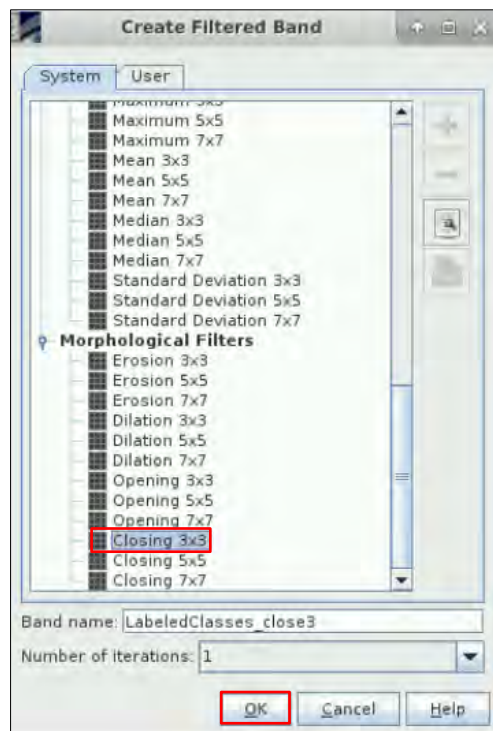 Create Filtered Band
System User
Maximum 3x3
Maximum 5x5
Maximum 7x7
Mean 3x3
Mean 5x5
Mean 7x7
Median 3x3
Median 5x5
Median 7x7
Standard Deviation 3x3
Standard Deviation 5x5
Standard Deviation 7x7
Morphological Filters
Erosion 3x3
Erosion 5x5
Erosion 7x7
Dilation 3x3
Dilation 5x5
Dilation 7x7
Opening 3x3
Opening 5x5
Opening 7x7
Closing 3x3
Closing 5x5
Closing 7x7
Band name: LabeledClasses_close3
Number of iterations: 1
OK Cancel Help